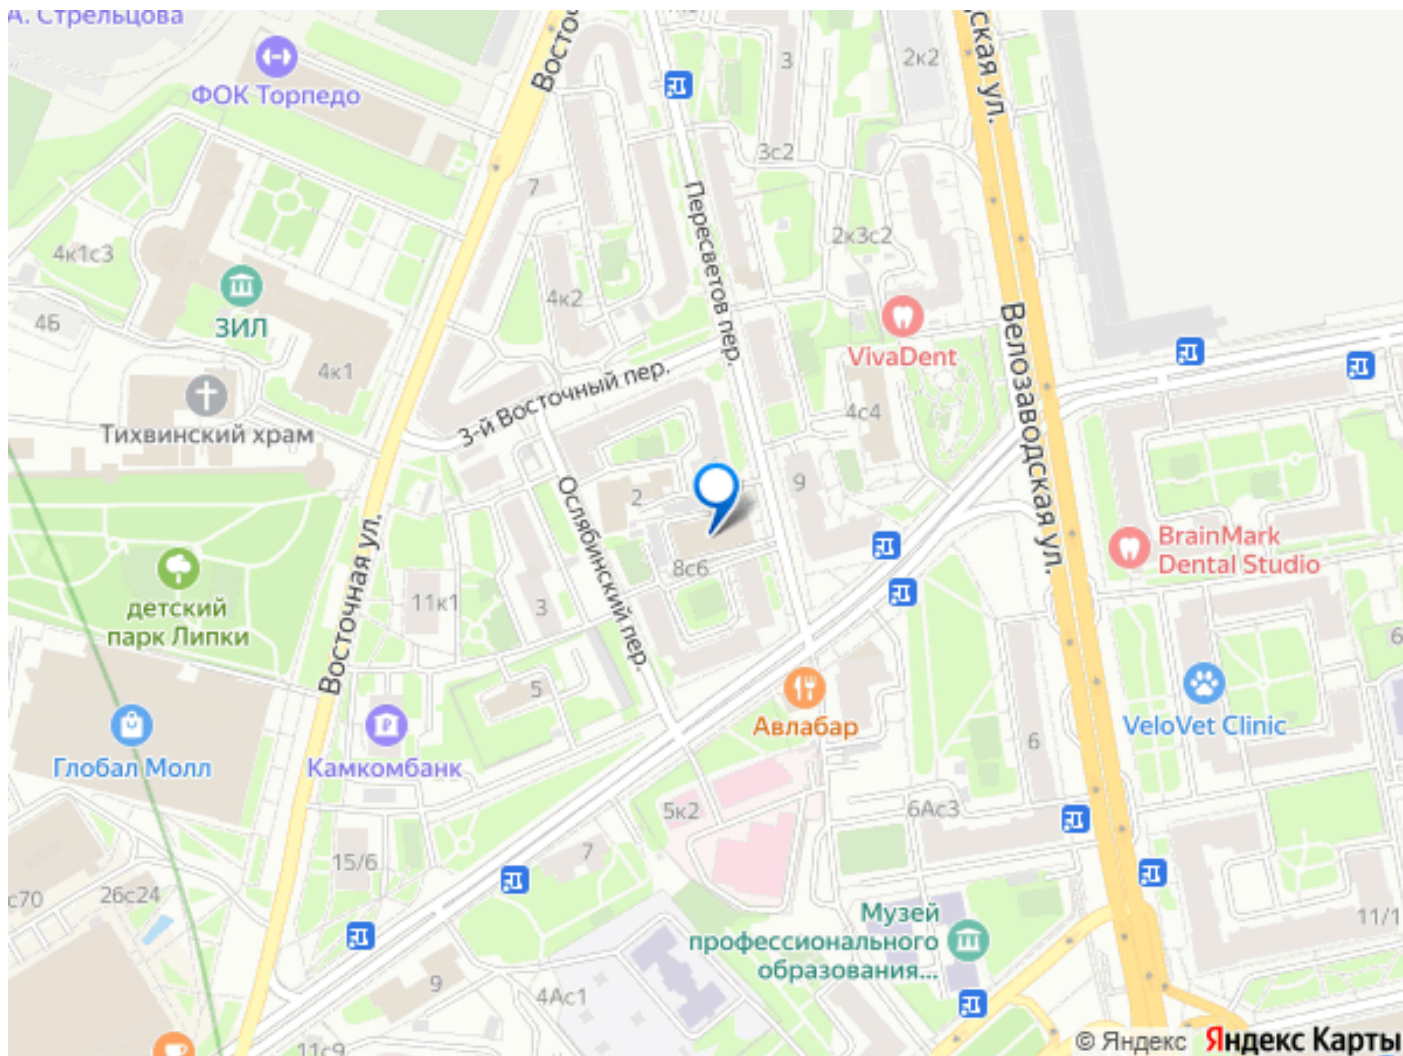 А. Стрельцова
ФОК Торпедо
Восто
дская ул.
3
2к2
3с2
7
Пересветов пер.
4к1с3
2к3с2
4к2
ЗИЛ
4Б
VivaDent
Велозаводская ул.
4к1
3-й Восточный пер.
4с4
Тихвинский храм
2
9
Ослябинский пер.
Восточная ул.
BrainMark
Dental Studio
8с6
детский
парк Липки
11к1
3
5
6
Авлабар
VeloVet Clinic
6
Глобал Молл
Камкомбанк
5к2
6Ас3
15/6
7
с70
26с24
Музей
профессионального
образования...
11/1
9
4Ас1
11с9
© Яндекс Яндекс Карты